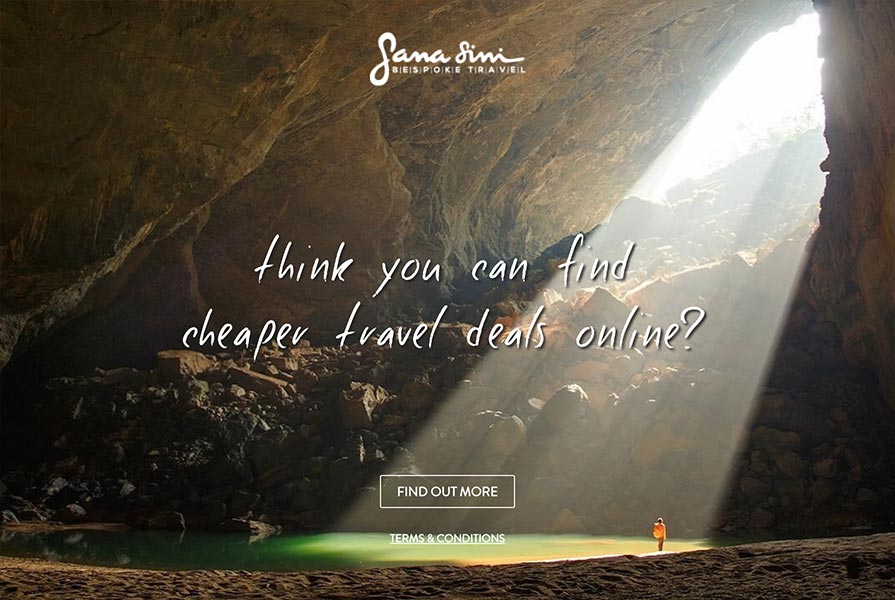 Sana Sini
BESPOKE TRAVEL
think you can find
cheaper travel deals online?
FIND OUT MORE
TERMS & CONDITIONS